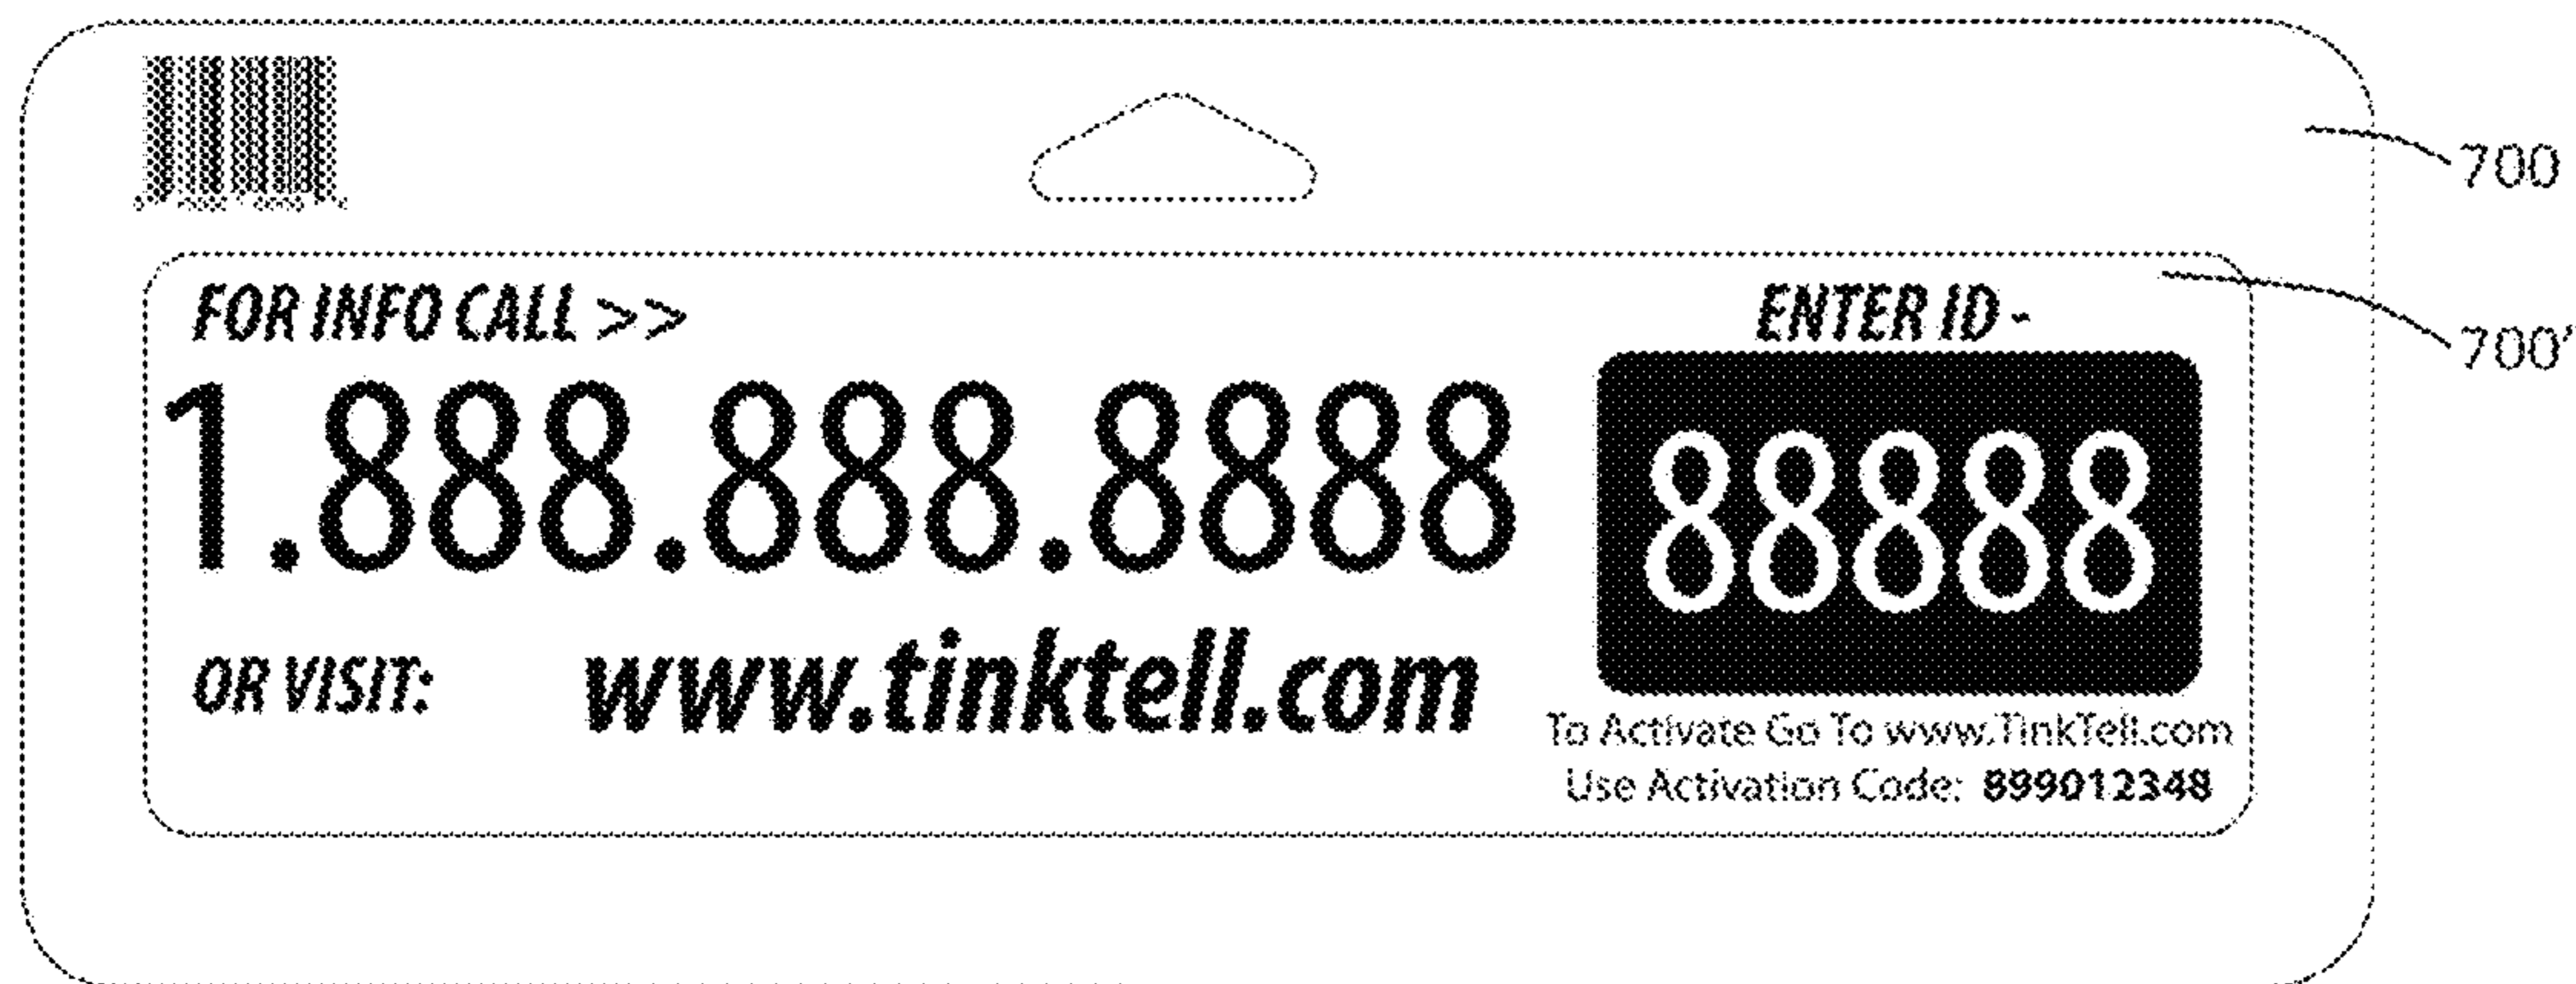 700
FOR INFO CALL >>
ENTER ID -
700'
1.888.888.8888
88888
OR VISIT: www.tinktell.com
To Activate Go To www.TinkTell.com
Use Activation Code: 899012348